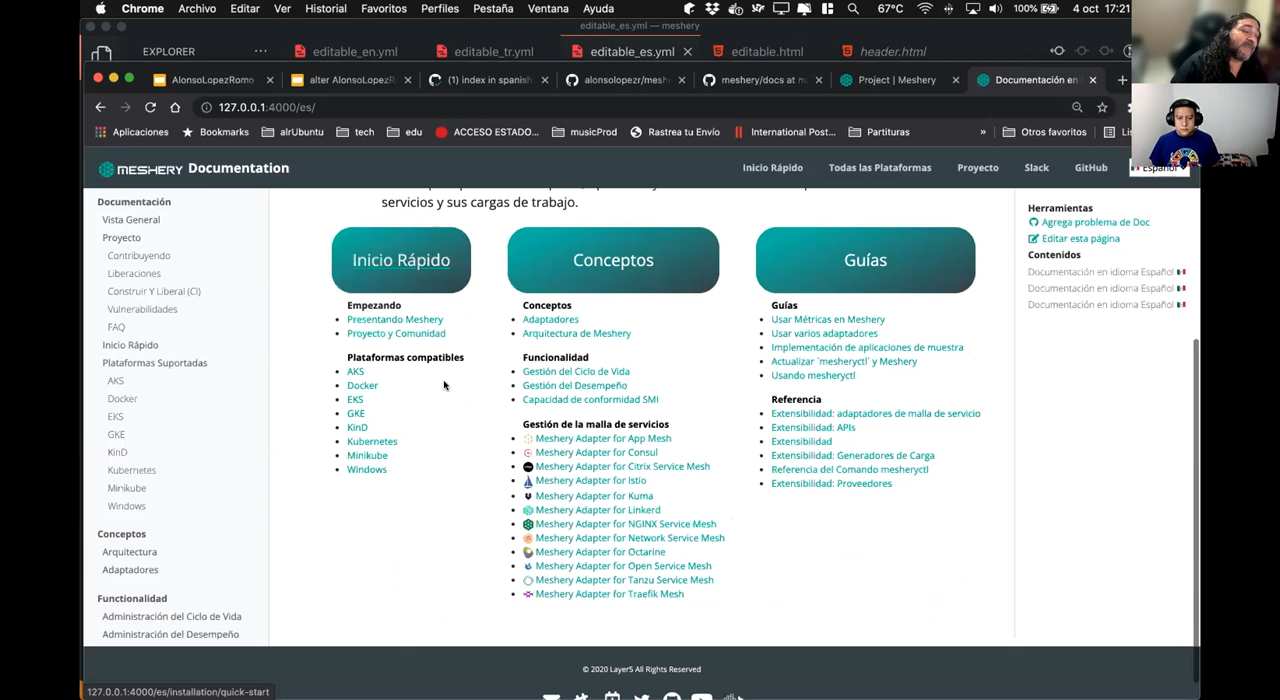 Chrome Archivo Editar Ver Historial Favoritos Perfiles Pestaña Ventana Ayuda 67°C 100% 4 oct 17:21
editable_es.yml — meshery
EXPLORER ... editable_en.yml editable_tr.yml editable_es.yml × editable.html header.html
AlonsoLopezRomo × alter AlonsoLopezR × (1) index in spanish × alonsolopezr/mesh × meshery/docs at m × Project | Meshery × Documentación en × +
127.0.0.1:4000/es/
Aplicaciones Bookmarks alrUbuntu tech edu ACCESO ESTADO... musicProd Rastrea tu Envío International Post... Partituras » Otros favoritos
MESHERY Documentation Inicio Rápido Todas las Plataformas Proyecto Slack GitHub Español
Documentación
Vista General
Proyecto
Contribuyendo
Liberaciones
Construir Y Liberal (CI)
Vulnerabilidades
FAQ
Inicio Rápido
Plataformas Suportadas
AKS
Docker
EKS
GKE
KinD
Kubernetes
Minikube
Windows
Conceptos
Arquitectura
Adaptadores
Funcionalidad
Administración del Ciclo de Vida
Administración del Desempeño
servicios y sus cargas de trabajo.
Inicio Rápido
Empezando
Presentando Meshery
Proyecto y Comunidad
Plataformas compatibles
AKS
Docker
EKS
GKE
KinD
Kubernetes
Minikube
Windows
Conceptos
Conceptos
Adaptadores
Arquitectura de Meshery
Funcionalidad
Gestión del Ciclo de Vida
Gestión del Desempeño
Capacidad de conformidad SMI
Gestión de la malla de servicios
Meshery Adapter for App Mesh
Meshery Adapter for Consul
Meshery Adapter for Citrix Service Mesh
Meshery Adapter for Istio
Meshery Adapter for Kuma
Meshery Adapter for Linkerd
Meshery Adapter for NGINX Service Mesh
Meshery Adapter for Network Service Mesh
Meshery Adapter for Octarine
Meshery Adapter for Open Service Mesh
Meshery Adapter for Tanzu Service Mesh
Meshery Adapter for Traefik Mesh
Guías
Guías
Usar Métricas en Meshery
Usar varios adaptadores
Implementación de aplicaciones de muestra
Actualizar `mesheryctl` y Meshery
Usando mesheryctl
Referencia
Extensibilidad: adaptadores de malla de servicio
Extensibilidad: APIs
Extensibilidad
Extensibilidad: Generadores de Carga
Referencia del Comando mesheryctl
Extensibilidad: Proveedores
Herramientas
Agrega problema de Doc
Editar esta página
Contenidos
Documentación en idioma Español
Documentación en idioma Español
Documentación en idioma Español
© 2020 Layer5 All Rights Reserved
127.0.0.1:4000/es/installation/quick-start